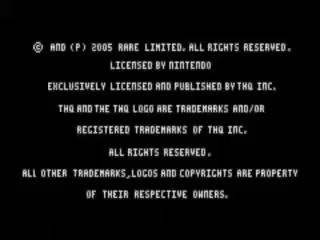 © AND (P) 2005 RARE LIMITED. ALL RIGHTS RESERVED.
LICENSED BY NINTENDO
EXCLUSIVELY LICENSED AND PUBLISHED BY THQ INC.
THQ AND THE THQ LOGO ARE TRADEMARKS AND/OR
REGISTERED TRADEMARKS OF THQ INC.
ALL RIGHTS RESERVED.
ALL OTHER TRADEMARKS, LOGOS AND COPYRIGHTS ARE PROPERTY
OF THEIR RESPECTIVE OWNERS.